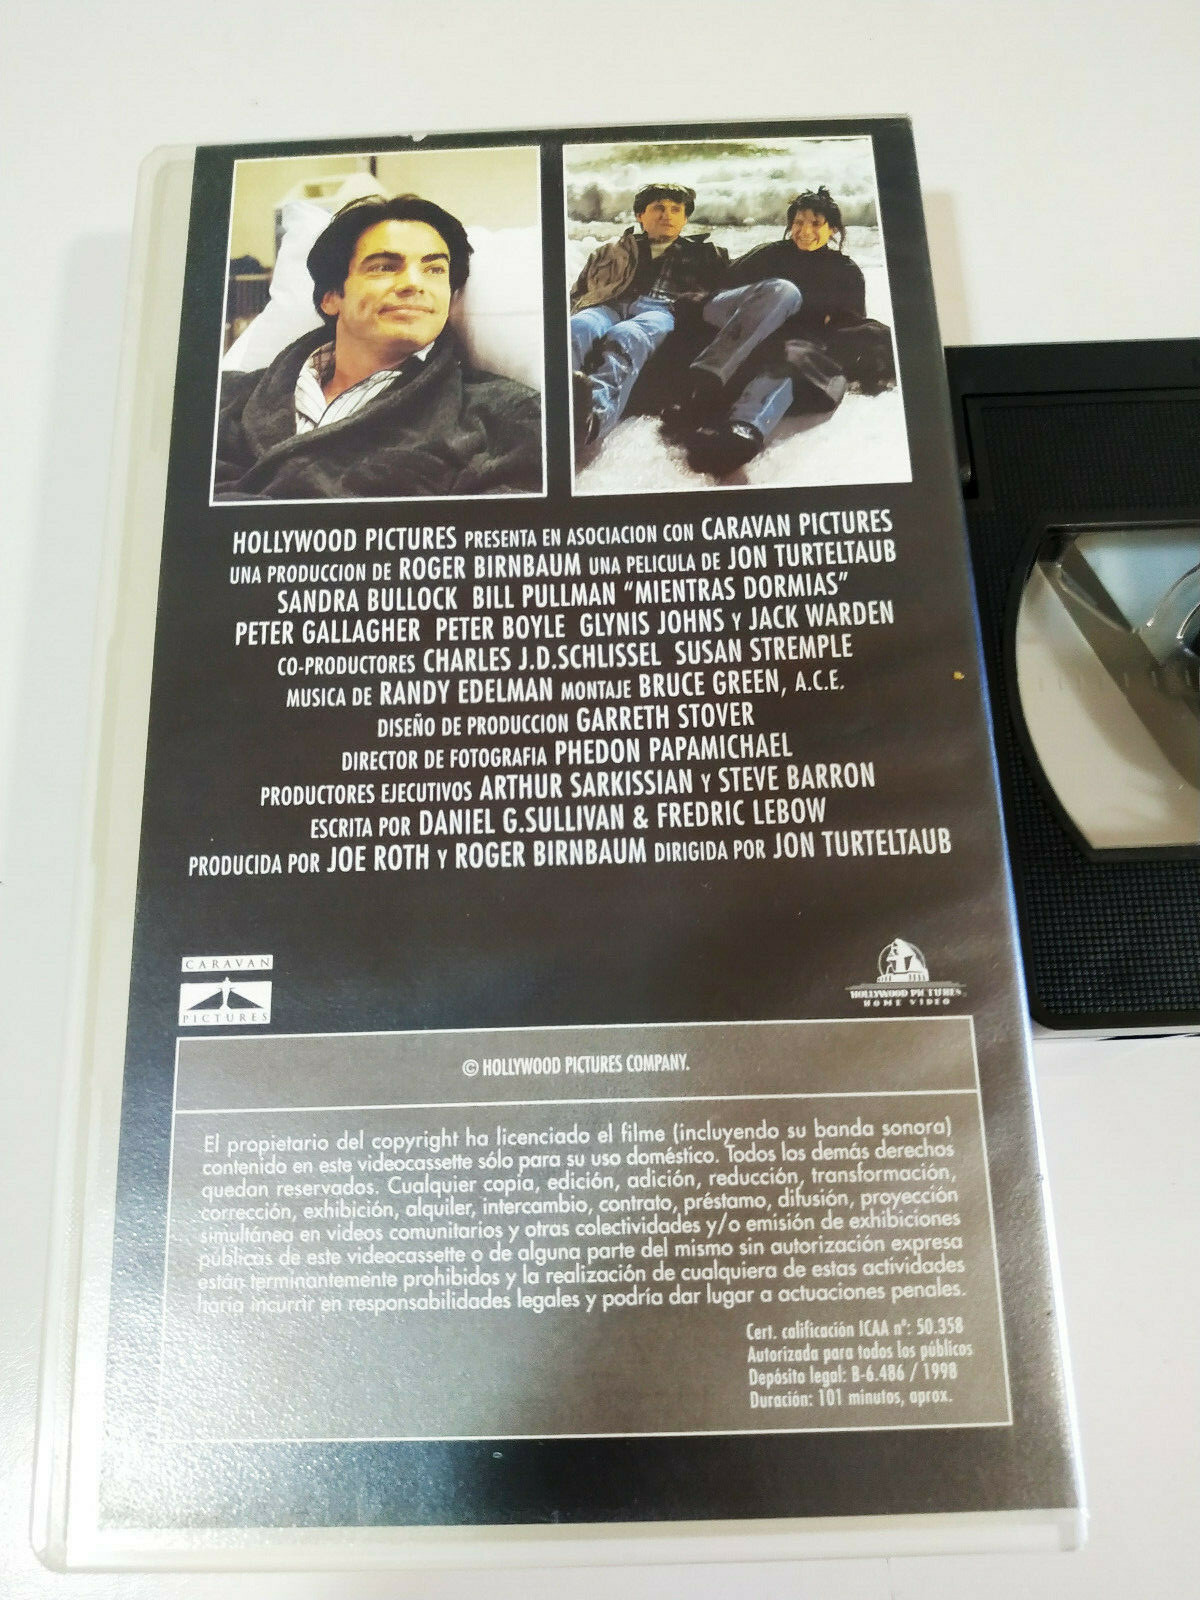 HOLLYWOOD PICTURES PRESENTA EN ASOCIACION CON CARAVAN PICTURES
UNA PRODUCCION DE ROGER BIRNBAUM UNA PELICULA DE JON TURTELTAUB
SANDRA BULLOCK BILL PULLMAN "MIENTRAS DORMIAS"
PETER GALLAGHER PETER BOYLE GLYNIS JOHNS Y JACK WARDEN
CO-PRODUCTORES CHARLES J.D.SCHLISSEL SUSAN STREMPLE
MUSICA DE RANDY EDELMAN MONTAJE BRUCE GREEN, A.C.E.
DISEÑO DE PRODUCCION GARRETH STOVER
DIRECTOR DE FOTOGRAFIA PHEDON PAPAMICHAEL
PRODUCTORES EJECUTIVOS ARTHUR SARKISSIAN Y STEVE BARRON
ESCRITA POR DANIEL G.SULLIVAN & FREDRIC LEBOW
PRODUCIDA POR JOE ROTH Y ROGER BIRNBAUM DIRIGIDA POR JON TURTELTAUB
CARAVAN
PICTURES
HOLLYWOOD PICTURES
HOME VIDEO
© HOLLYWOOD PICTURES COMPANY.
El propietario del copyright ha licenciado el filme (incluyendo su banda sonora)
contenido en este videocassette sólo para su uso doméstico. Todos los demás derechos
quedan reservados. Cualquier copia, edición, adición, reducción, transformación,
corrección, exhibición, alquiler, intercambio, contrato, préstamo, difusión, proyección
simultánea en videos comunitarios y otras colectividades y/o emisión de exhibiciones
públicas de este videocassette o de alguna parte del mismo sin autorización expresa
están terminantemente prohibidos y la realización de cualquiera de estas actividades
haría incurrir en responsabilidades legales y podría dar lugar a actuaciones penales.
Cert. calificación ICAA nº: 50.358
Autorizada para todos los públicos
Depósito legal: B-6.486 / 1998
Duración: 101 minutos, aprox.